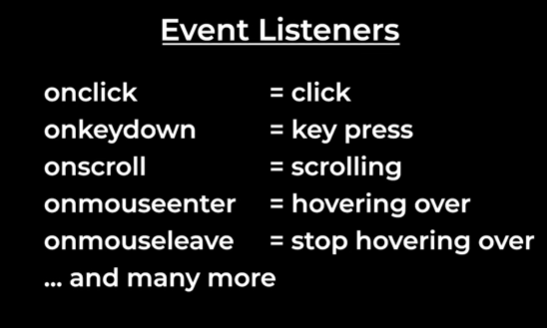 Event Listeners
onclick = click
onkeydown = key press
onscroll = scrolling
onmouseenter = hovering over
onmouseleave = stop hovering over
... and many more